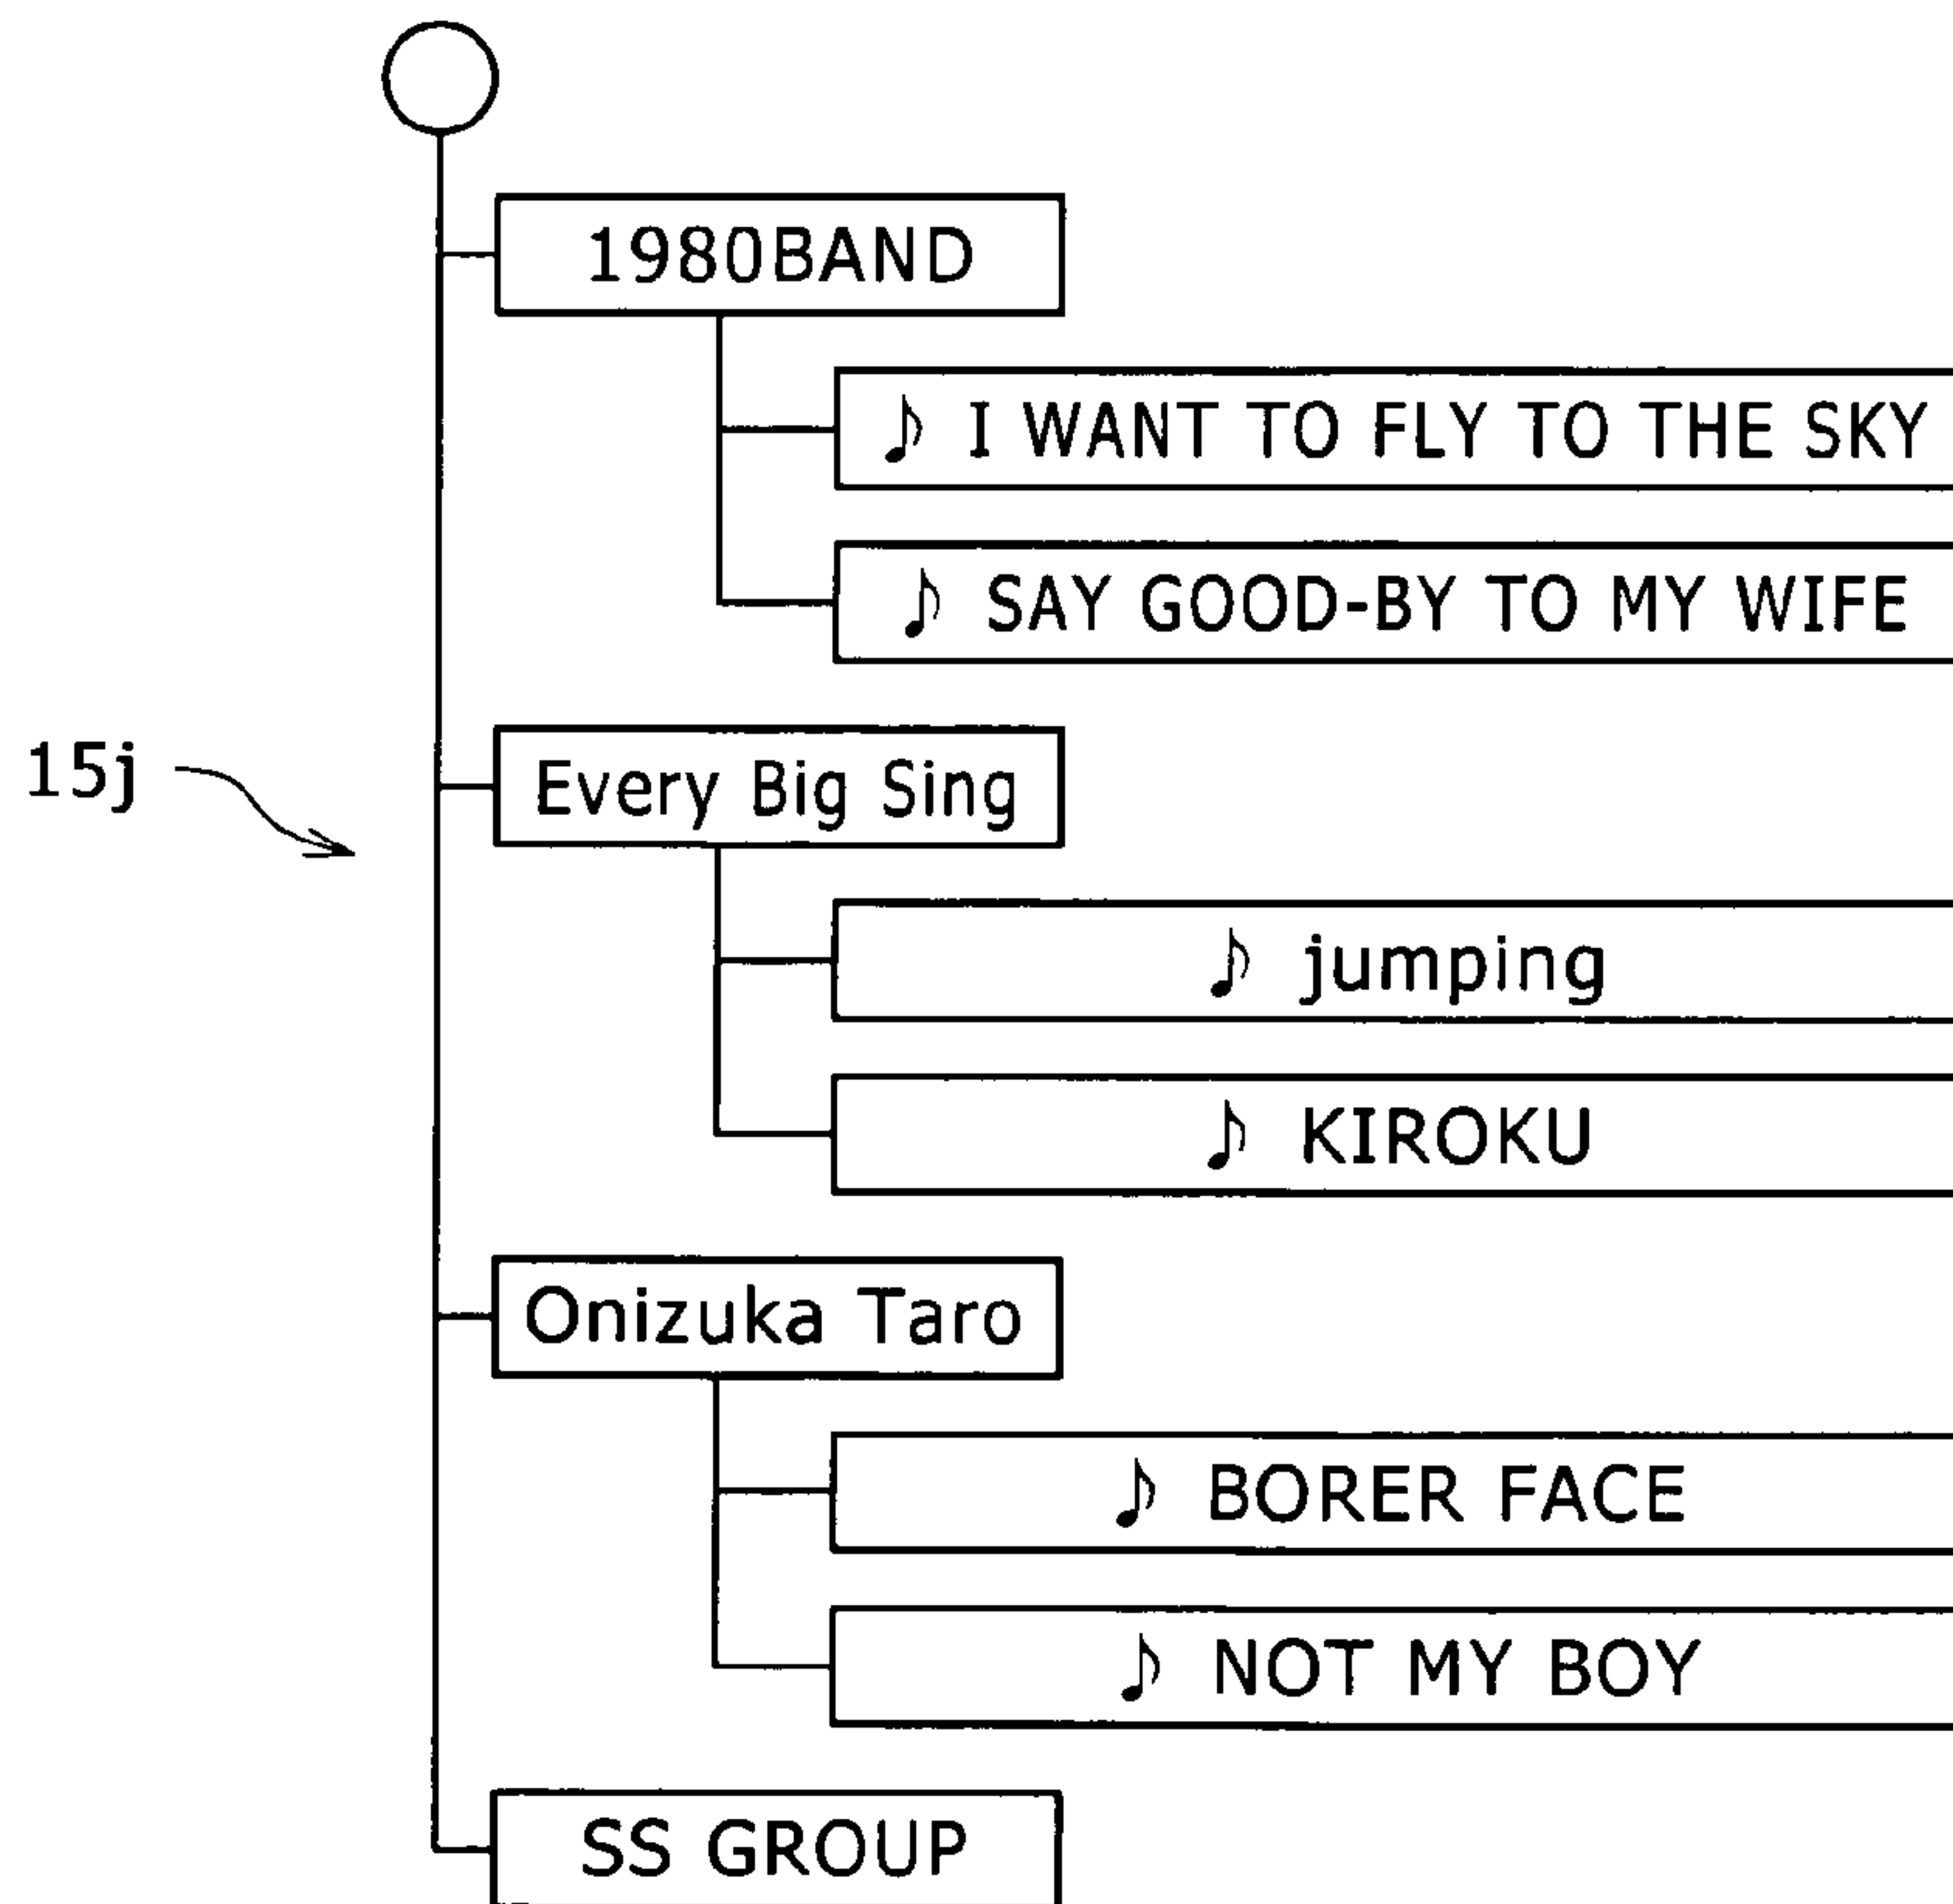 1980BAND
♪ I WANT TO FLY TO THE SKY
♪ SAY GOOD-BY TO MY WIFE
15j
Every Big Sing
♪ jumping
♪ KIROKU
Onizuka Taro
♪ BORER FACE
♪ NOT MY BOY
SS GROUP